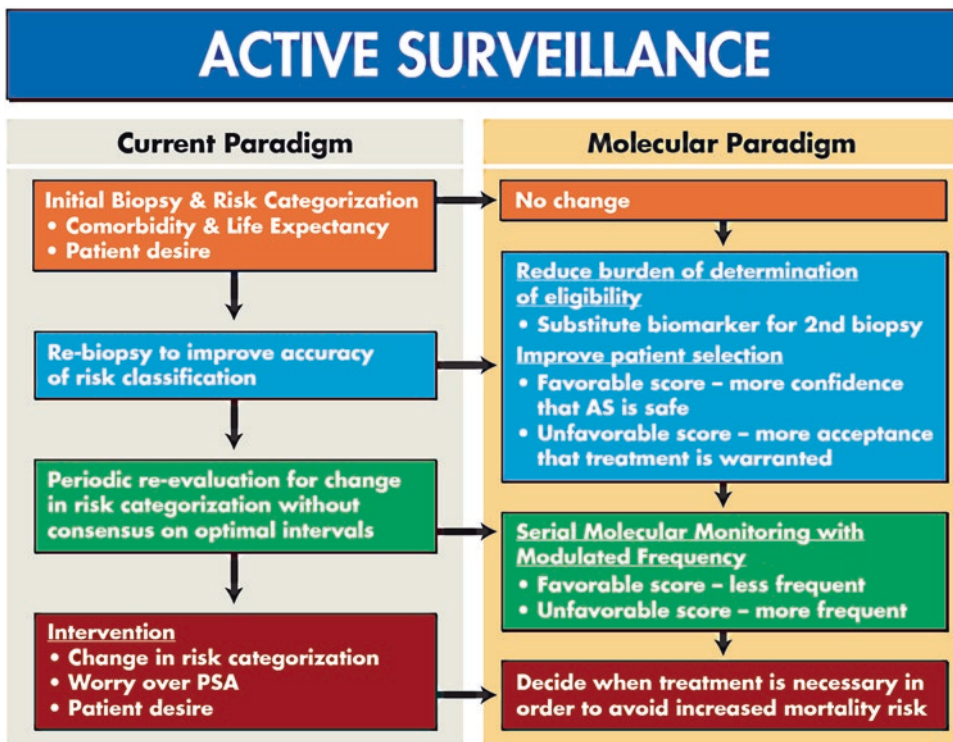 ACTIVE SURVEILLANCE
Current Paradigm
Initial Biopsy & Risk Categorization
• Comorbidity & Life Expectancy
• Patient desire
Re-biopsy to improve accuracy
of risk classification
Periodic re-evaluation for change
in risk categorization without
consensus on optimal intervals
Intervention
• Change in risk categorization
• Worry over PSA
• Patient desire
Molecular Paradigm
No change
Reduce burden of determination
of eligibility
• Substitute biomarker for 2nd biopsy
Improve patient selection
• Favorable score – more confidence
that AS is safe
• Unfavorable score – more acceptance
that treatment is warranted
Serial Molecular Monitoring with
Modulated Frequency
• Favorable score – less frequent
• Unfavorable score – more frequent
Decide when treatment is necessary in
order to avoid increased mortality risk